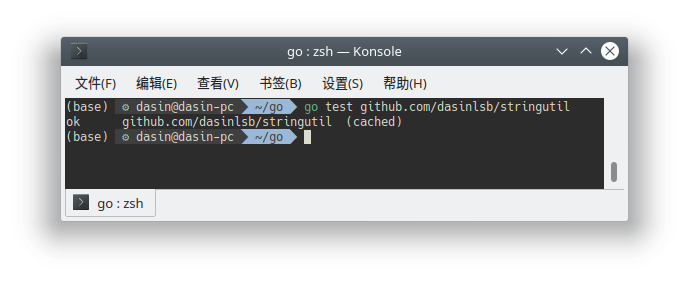 go : zsh — Konsole
文件(F) 编辑(E) 查看(V) 书签(B) 设置(S) 帮助(H)
(base) ⚙ dasin@dasin-pc ~/go go test github.com/dasinlsb/stringutil
ok github.com/dasinlsb/stringutil (cached)
(base) ⚙ dasin@dasin-pc ~/go
go : zsh